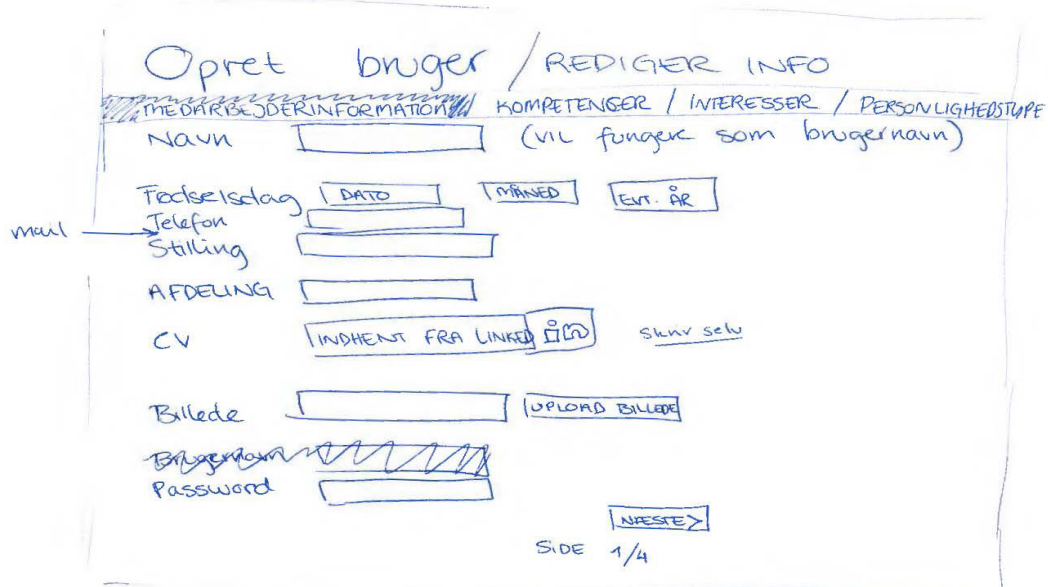 Opret bruger / REDIGER INFO
MEDARBEJDERINFORMATION / KOMPETENCER / INTERESSER / PERSONLIGHEDSTYPE
Navn (vil fungere som brugernavn)
Fødselsdag DATO MÅNED EVT. ÅR
Telefon
mail
Stilling
AFDELING
CV INDHENT FRA LINKED in skriv selv
Billede UPLOAD BILLEDE
Brugernavn
Password
NÆSTE >
SIDE 1/4